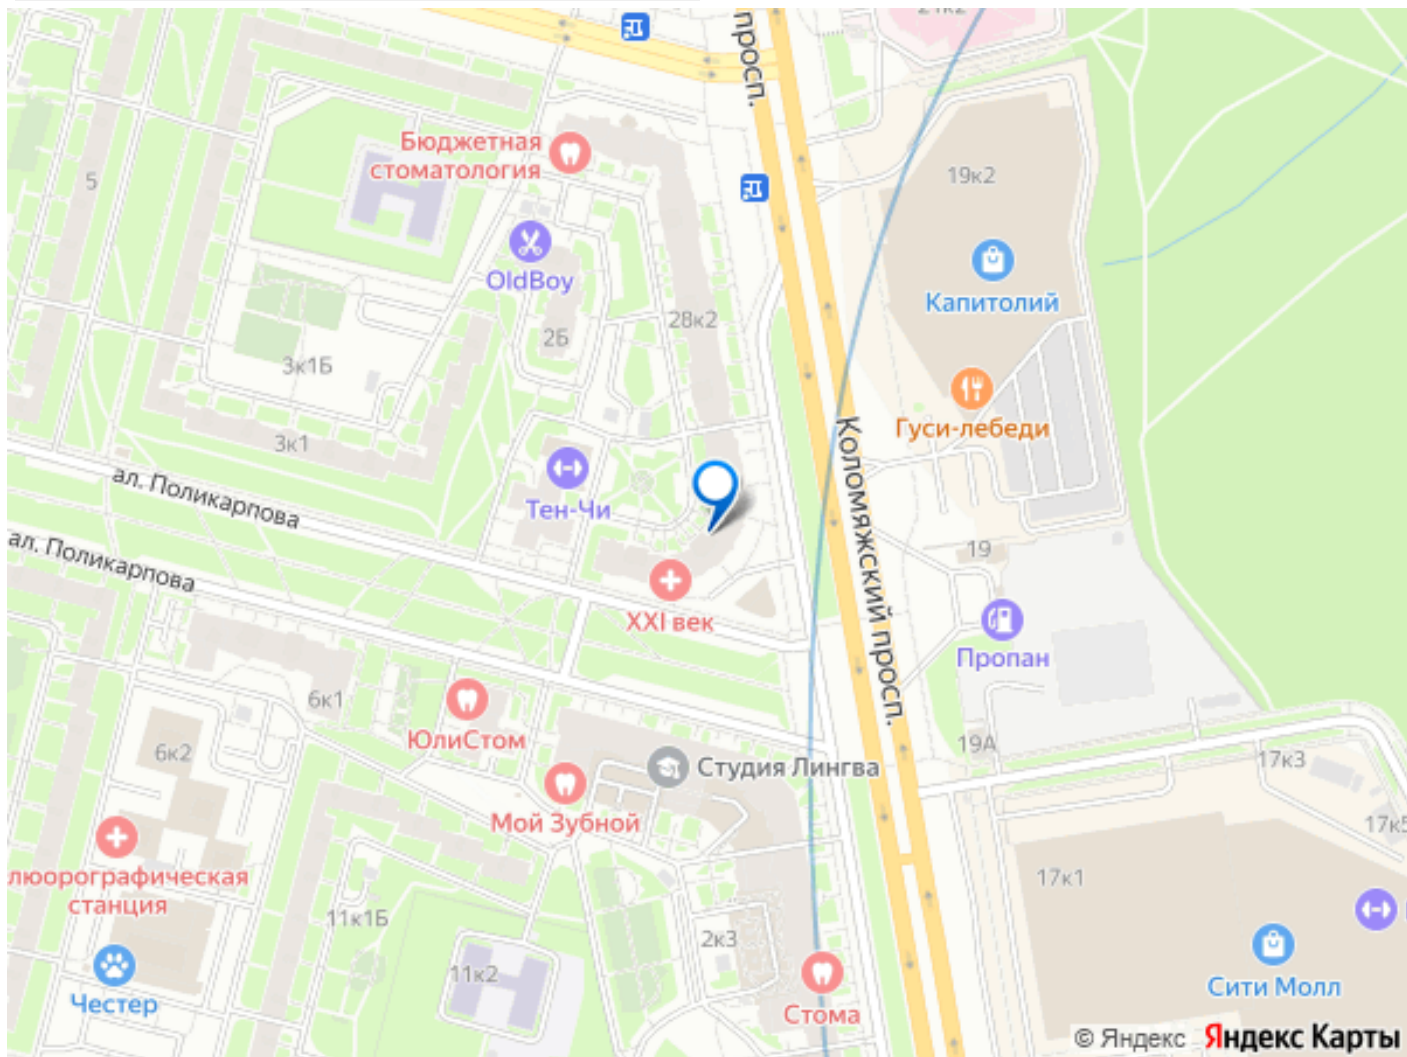 21к2
просп.
Бюджетная
стоматология
5
19к2
OldBoy
Капитолий
28к2
2Б
3к1Б
Гуси-лебеди
3к1
Коломяжский просп.
ал. Поликарпова
Тен-Чи
ал. Поликарпова
19
XXI век
Пропан
6к1
ЮлиСтом
19А
6к2
17к3
Студия Лингва
Мой Зубной
17к5
люорографическая
станция
17к1
11к1Б
2к3
11к2
Честер
Сити Молл
Стома
© Яндекс Яндекс Карты